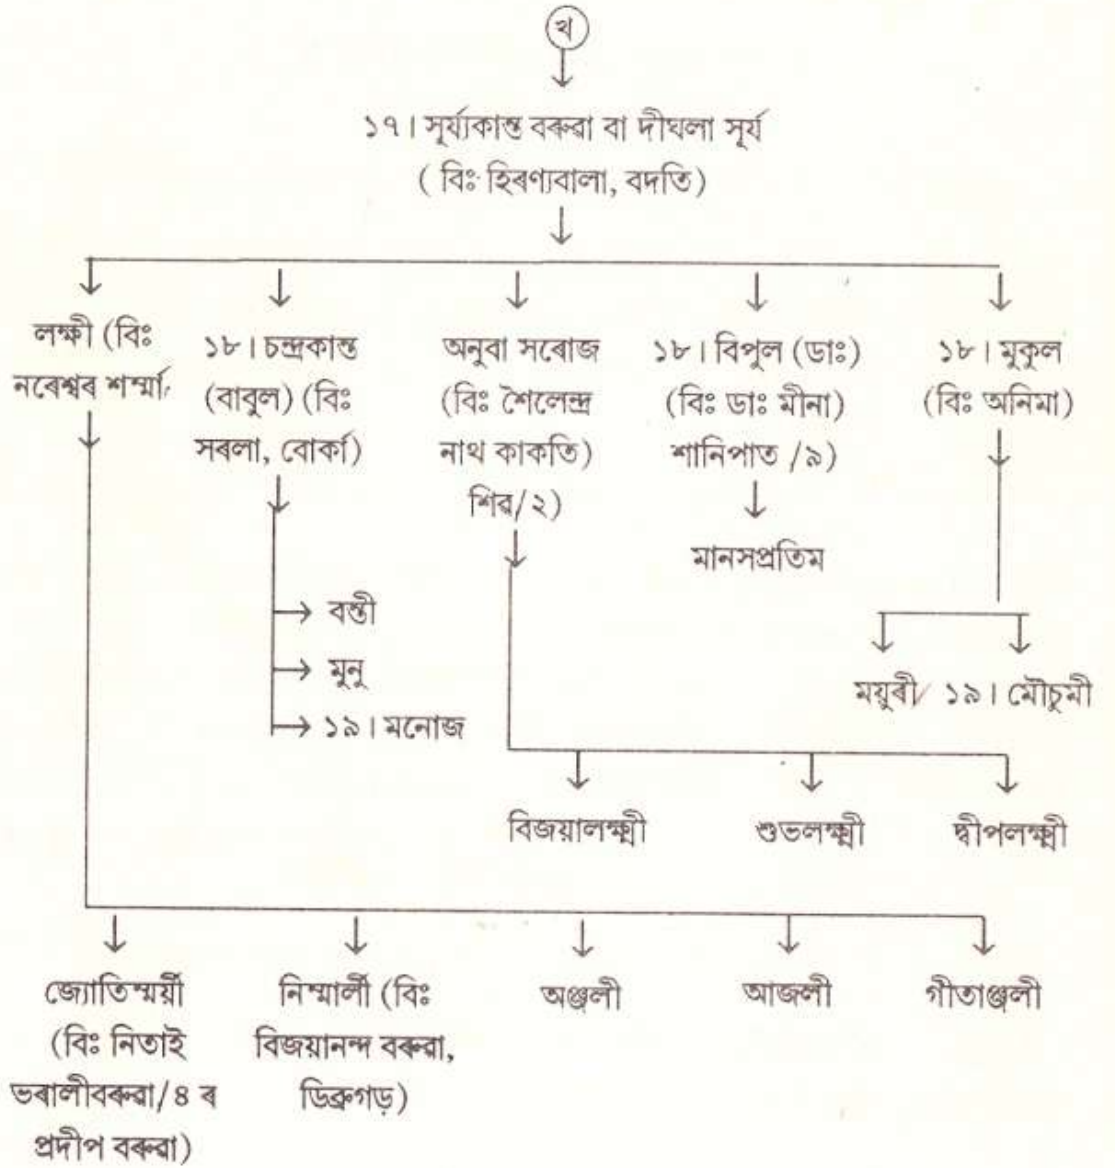 খ
১৭। সূৰ্য্যকান্ত বৰুৱা বা দীঘলা সূৰ্য
( বিঃ হিৰণ্যবালা, বদতি)
লক্ষী (বিঃ
নৰেশ্বৰ শৰ্ম্মা
১৮। চন্দ্ৰকান্ত
(বাবুল) (বিঃ
সৰলা, বোৰ্কা)
অনুবা সৰোজ
(বিঃ শৈলেন্দ্ৰ
নাথ কাকতি)
শিৱ/২)
১৮। বিপুল (ডাঃ)
(বিঃ ডাঃ মীনা)
শানিপাত /৯)
১৮। মুকুল
(বিঃ অনিমা)
মানসপ্ৰতিম
বন্তী
মুনু
১৯। মনোজ
ময়ুৰী
১৯। মৌচুমী
বিজয়ালক্ষ্মী
শুভলক্ষ্মী
দ্বীপলক্ষ্মী
জ্যোতিৰ্ম্ময়ী
(বিঃ নিতাই
ভৰালীবৰুৱা/৪ ৰ
প্ৰদীপ বৰুৱা)
নিৰ্ম্মালী (বিঃ
বিজয়ানন্দ বৰুৱা,
ডিব্ৰুগড়)
অঞ্জলী
আজলী
গীতাঞ্জলী